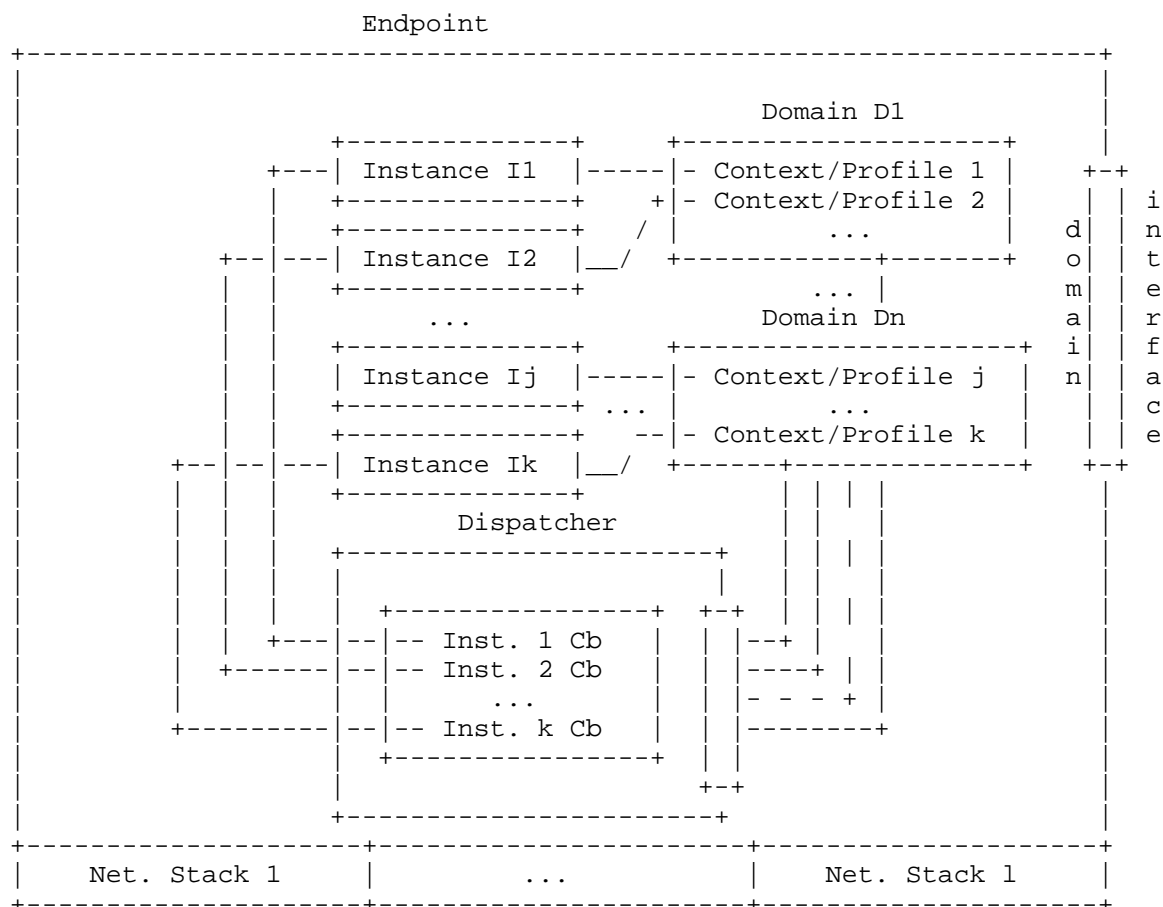 Endpoint
Domain D1
Instance I1
- Context/Profile 1
- Context/Profile 2
...
Instance I2
...
...
Domain Dn
Instance Ij
- Context/Profile j
...
...
- Context/Profile k
Instance Ik
domain
interface
Dispatcher
-- Inst. 1 Cb
-- Inst. 2 Cb
...
-- Inst. k Cb
Net. Stack 1
...
Net. Stack l